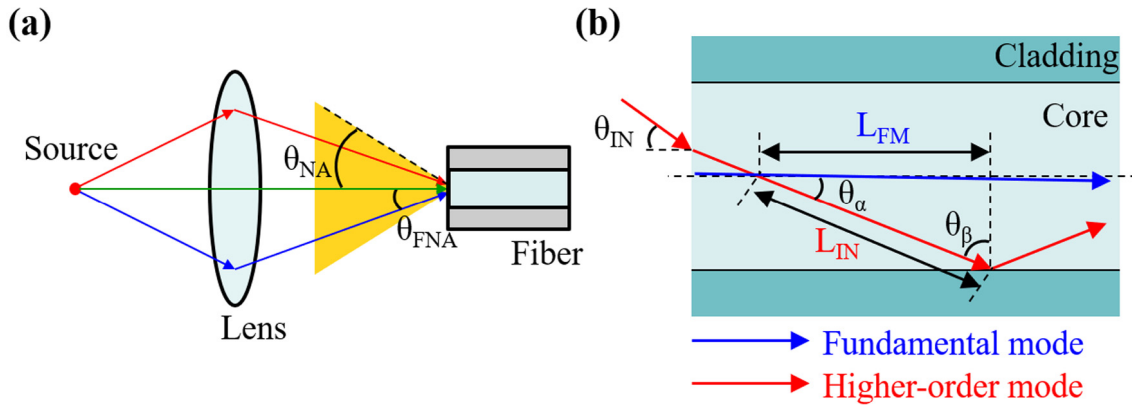 (a)
Source
θNA
θFNA
Fiber
Lens
(b)
Cladding
Core
θIN
LFM
θα
LIN
θβ
Fundamental mode
Higher-order mode